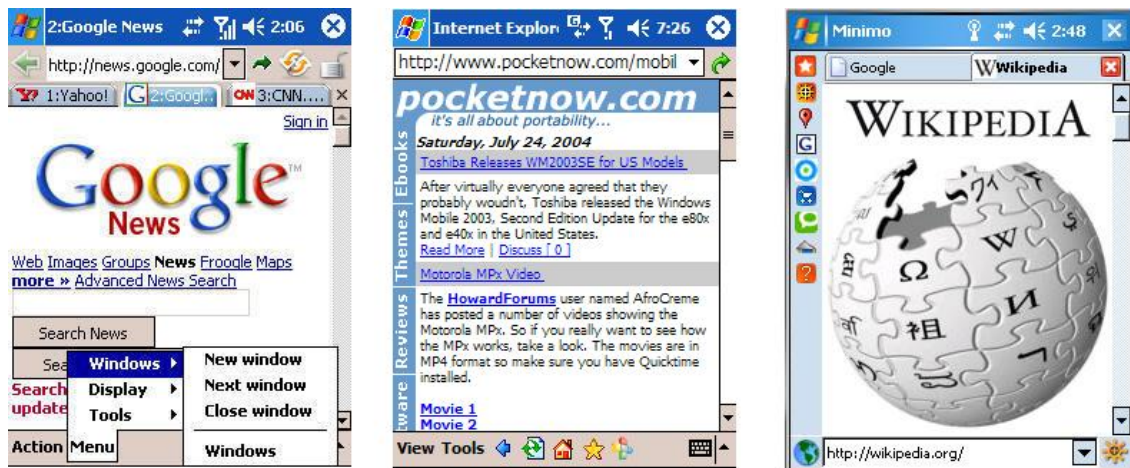 2:Google News 2:06
http://news.google.com/
1:Yahoo! 2:Googl.. 3:CNN....
Sign in
Google™
News
Web Images Groups News Froogle Maps
more » Advanced News Search
Search News
Sea
Search
update
Windows
Display
Tools
New window
Next window
Close window
Windows
Action Menu
Internet Explor 7:26
http://www.pocketnow.com/mobil
pocketnow.com
it's all about portability...
Saturday, July 24, 2004
Toshiba Releases WM2003SE for US Models
After virtually everyone agreed that they
probably woudn't, Toshiba released the Windows
Mobile 2003, Second Edition Update for the e80x
and e40x in the United States.
Read More | Discuss [ 0 ]
Motorola MPx Video
The HowardForums user named AfroCreme
has posted a number of videos showing the
Motorola MPx. So if you really want to see how
the MPx works, take a look. The movies are in
MP4 format so make sure you have Quicktime
installed.
Movie 1
Movie 2
Ebooks
Themes
Reviews
ware
View Tools
Minimo 2:48
Google Wikipedia
WIKIPEDIA
Ω W И 祖
http://wikipedia.org/